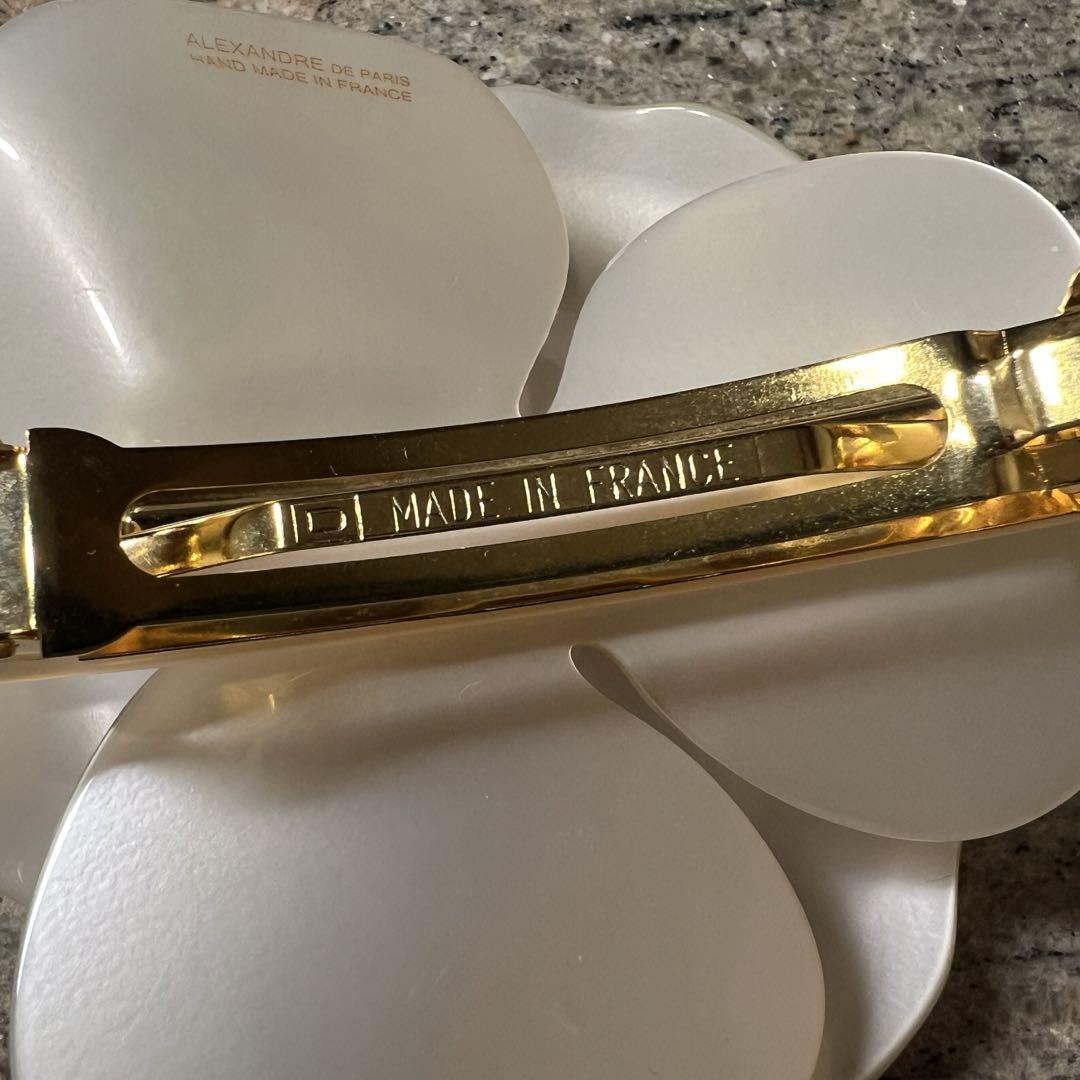 ALEXANDRE DE PARIS
HAND MADE IN FRANCE
D MADE IN FRANCE